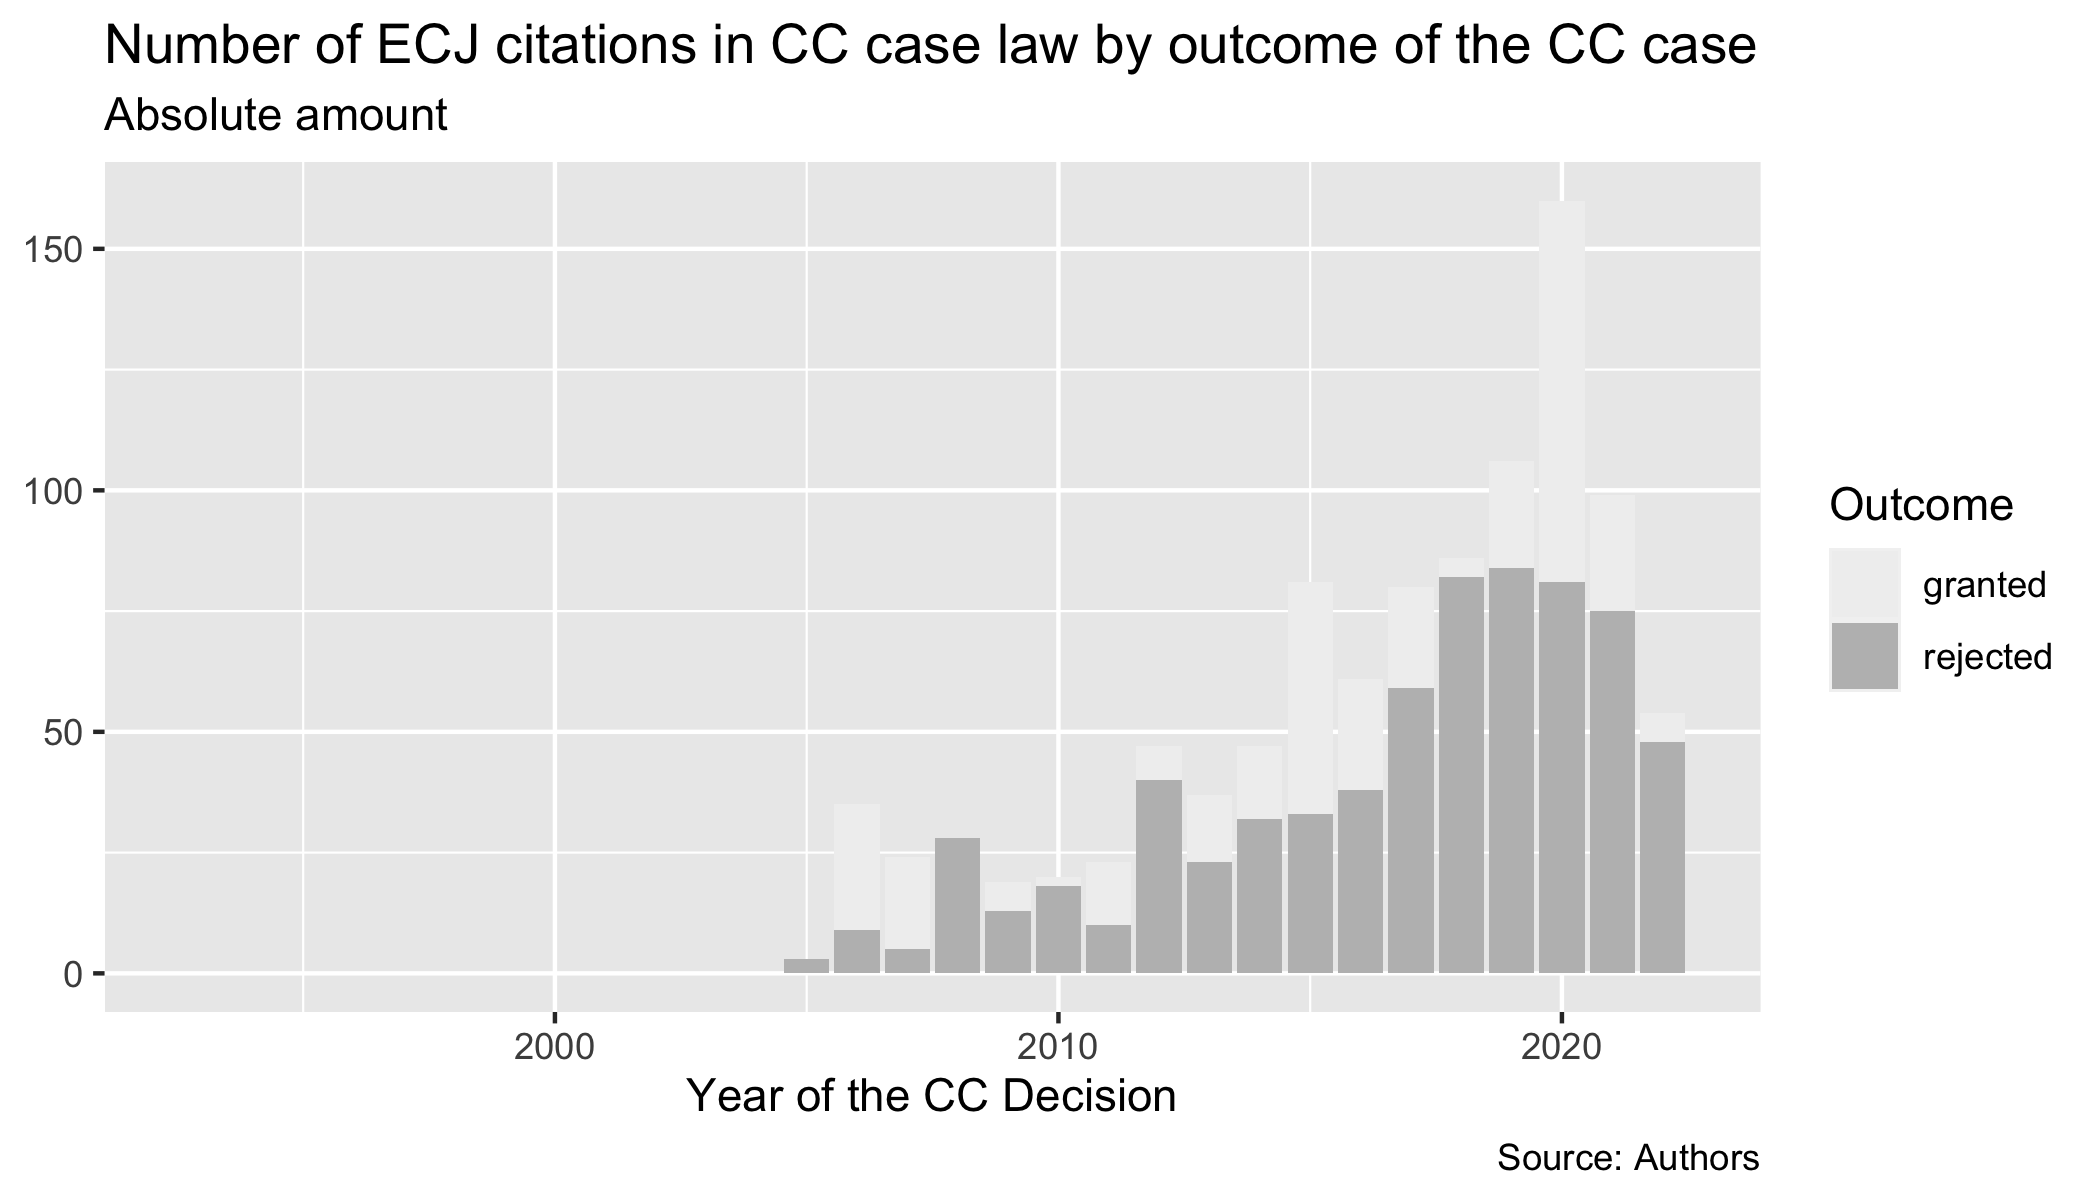 Number of ECJ citations in CC case law by outcome of the CC case
Absolute amount
150
100
50
0
2000
2010
2020
Year of the CC Decision
Outcome
granted
rejected
Source: Authors